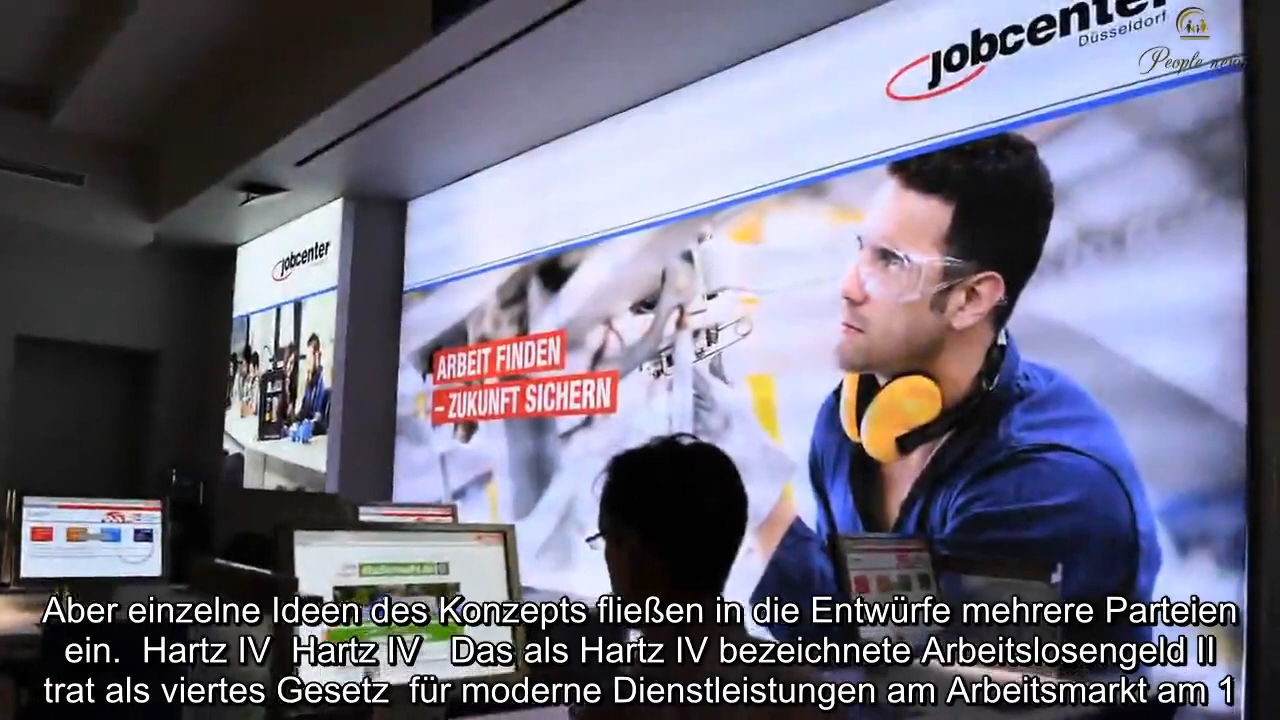 jobcenter
Düsseldorf
People news
jobcenter
ARBEIT FINDEN
– ZUKUNFT SICHERN
Aber einzelne Ideen des Konzepts fließen in die Entwürfe mehrere Parteien
ein. Hartz IV Hartz IV Das als Hartz IV bezeichnete Arbeitslosengeld II
trat als viertes Gesetz für moderne Dienstleistungen am Arbeitsmarkt am 1